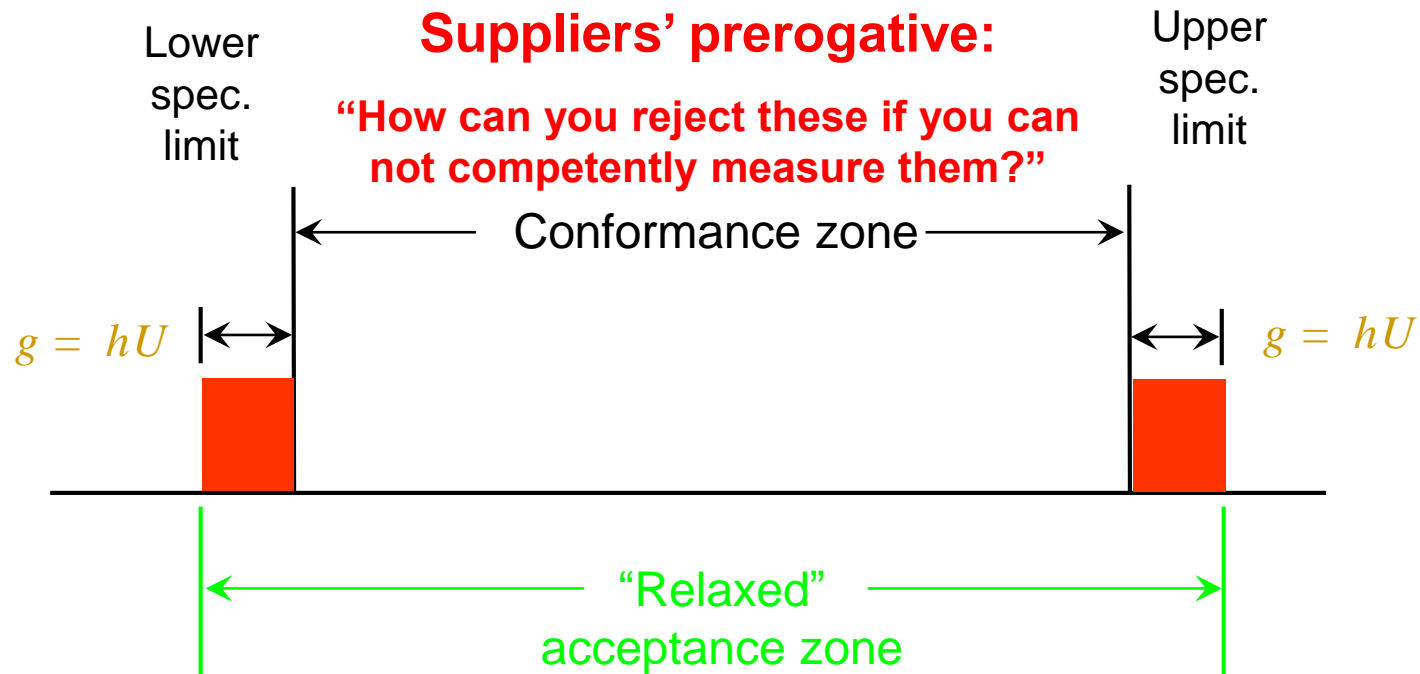 Lower
spec.
limit
Suppliers’ prerogative:
“How can you reject these if you can
not competently measure them?”
Upper
spec.
limit
Conformance zone
g = hU
g = hU
“Relaxed”
acceptance zone